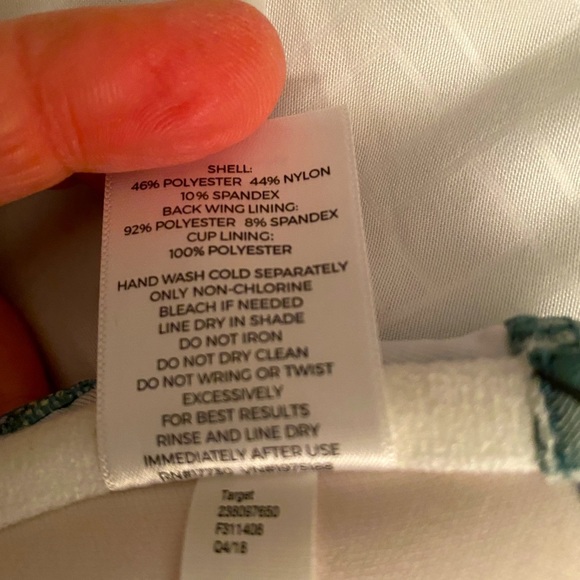 SHELL:
46% POLYESTER 44% NYLON
10% SPANDEX
BACK WING LINING:
92% POLYESTER 8% SPANDEX
CUP LINING:
100% POLYESTER
HAND WASH COLD SEPARATELY
ONLY NON-CHLORINE
BLEACH IF NEEDED
LINE DRY IN SHADE
DO NOT IRON
DO NOT DRY CLEAN
DO NOT WRING OR TWIST
EXCESSIVELY
FOR BEST RESULTS
RINSE AND LINE DRY
IMMEDIATELY AFTER USE
Target
238097650
F311408
Q4/18